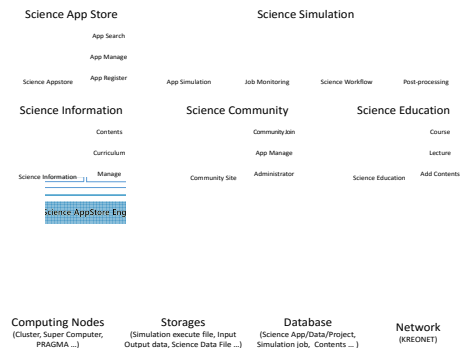 Science App Store
Science Simulation
App Search
App Manage
App Register
Science Appstore
App Simulation
Job Monitoring
Science Workflow
Post-processing
Science Information
Science Community
Science Education
Contents
Community Join
Course
Curriculum
App Manage
Lecture
Science Information
Manage
Community Site
Administrator
Science Education
Add Contents
Science AppStore Eng
Computing Nodes
(Cluster, Super Computer,
PRAGMA ...)
Storages
(Simulation execute file, Input
Output data, Science Data File ...)
Database
(Science App/Data/Project,
Simulation job, Contents ... )
Network
(KREONET)